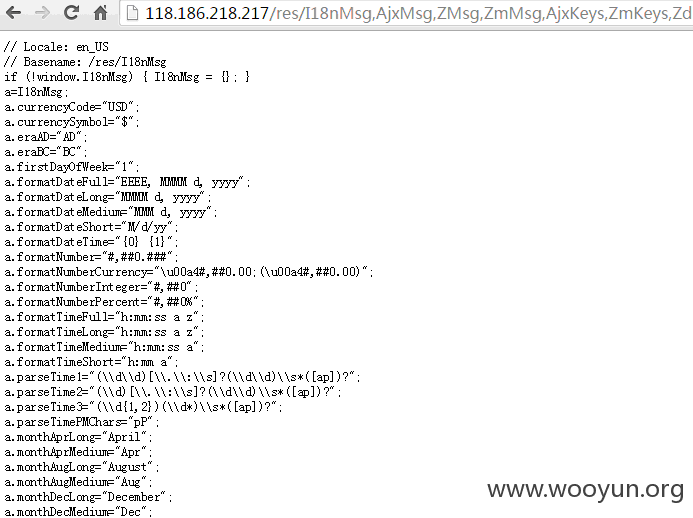 118.186.218.217/res/I18nMsg,AjxMsg,ZMsg,ZmMsg,AjxKeys,ZmKeys,Zd
// Locale: en_US
// Basename: /res/I18nMsg
if (!window.I18nMsg) { I18nMsg = {}; }
a=I18nMsg;
a.currencyCode="USD";
a.currencySymbol="$";
a.eraAD="AD";
a.eraBC="BC";
a.firstDayOfWeek="1";
a.formatDateFull="EEEE, MMMM d, yyyy";
a.formatDateLong="MMMM d, yyyy";
a.formatDateMedium="MMM d, yyyy";
a.formatDateShort="M/d/yy";
a.formatDateTime="{0} {1}";
a.formatNumber="#,##0.###";
a.formatNumberCurrency="\u00a4#,##0.00;(\u00a4#,##0.00)";
a.formatNumberInteger="#,##0";
a.formatNumberPercent="#,##0%";
a.formatTimeFull="h:mm:ss a z";
a.formatTimeLong="h:mm:ss a z";
a.formatTimeMedium="h:mm:ss a";
a.formatTimeShort="h:mm a";
a.parseTime1="(\\d\\d)[\\.\\:\\s]?(\\d\\d)\\s*([ap])?";
a.parseTime2="(\\d)[\\.\\:\\s]?(\\d\\d)\\s*([ap])?";
a.parseTime3="(\\d{1,2})(\\d*)\\s*([ap])?";
a.parseTimePMChars="pP";
a.monthAprLong="April";
a.monthAprMedium="Apr";
a.monthAugLong="August";
a.monthAugMedium="Aug";
a.monthDecLong="December";
a.monthDecMedium="Dec";
www.wooyun.org